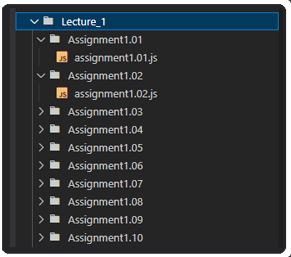 Lecture_1
Assignment1.01
JS assignment1.01.js
Assignment1.02
JS assignment1.02.js
Assignment1.03
Assignment1.04
Assignment1.05
Assignment1.06
Assignment1.07
Assignment1.08
Assignment1.09
Assignment1.10